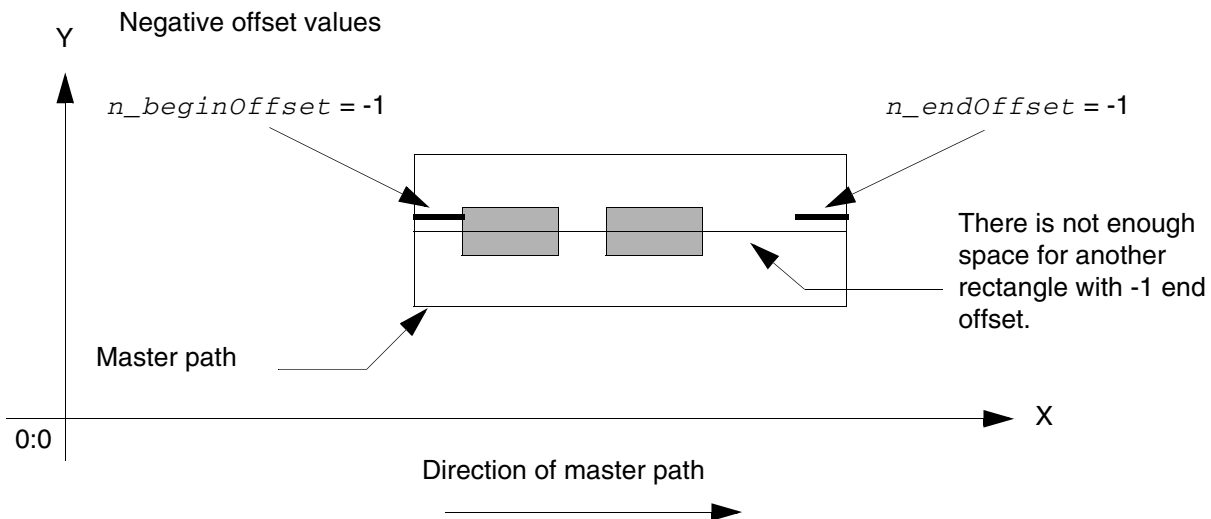 Negative offset values
Y
n_beginOffset = -1
n_endOffset = -1
There is not enough
space for another
rectangle with -1 end
offset.
Master path
X
0:0
Direction of master path